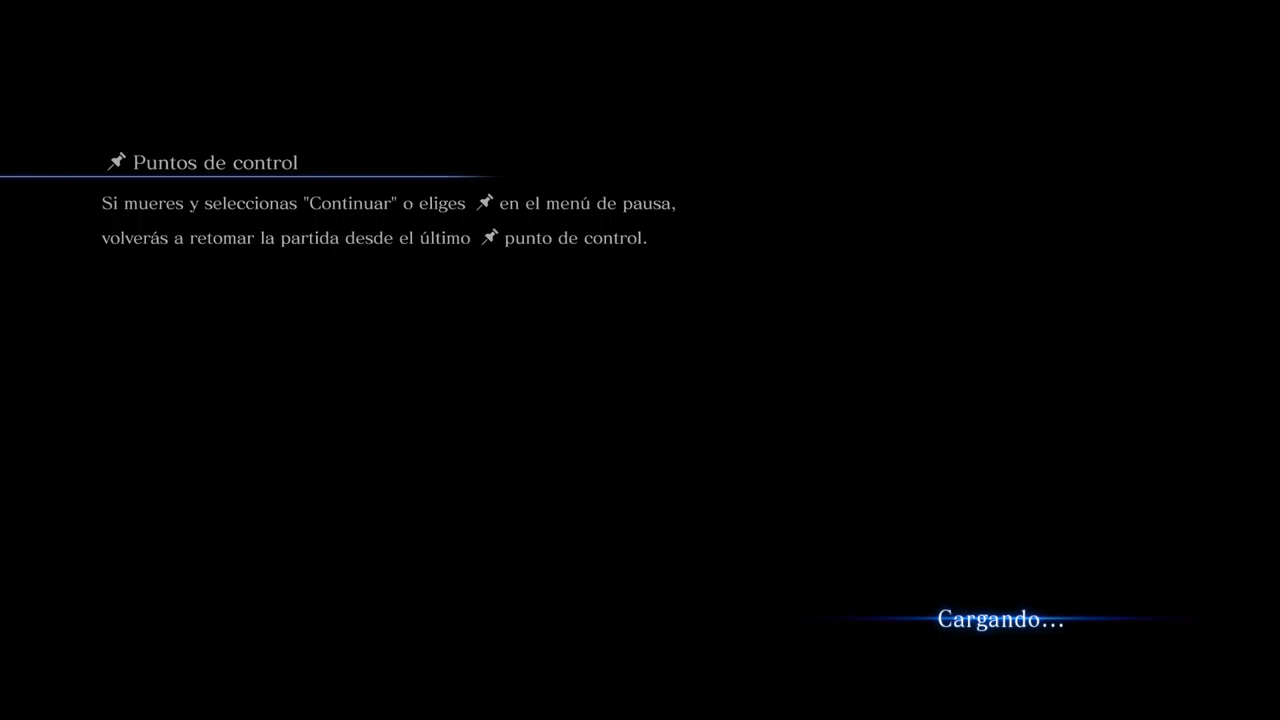 Puntos de control
Si mueres y seleccionas "Continuar" o eliges en el menú de pausa,
volverás a retomar la partida desde el último punto de control.
Cargando...